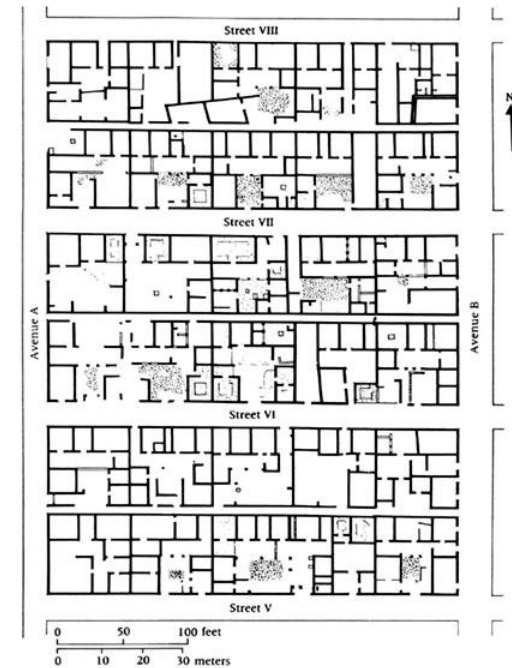 Street VIII
N
Street VII
Avenue A
Avenue B
Street VI
Street V
0 50 100 feet
0 10 20 30 meters